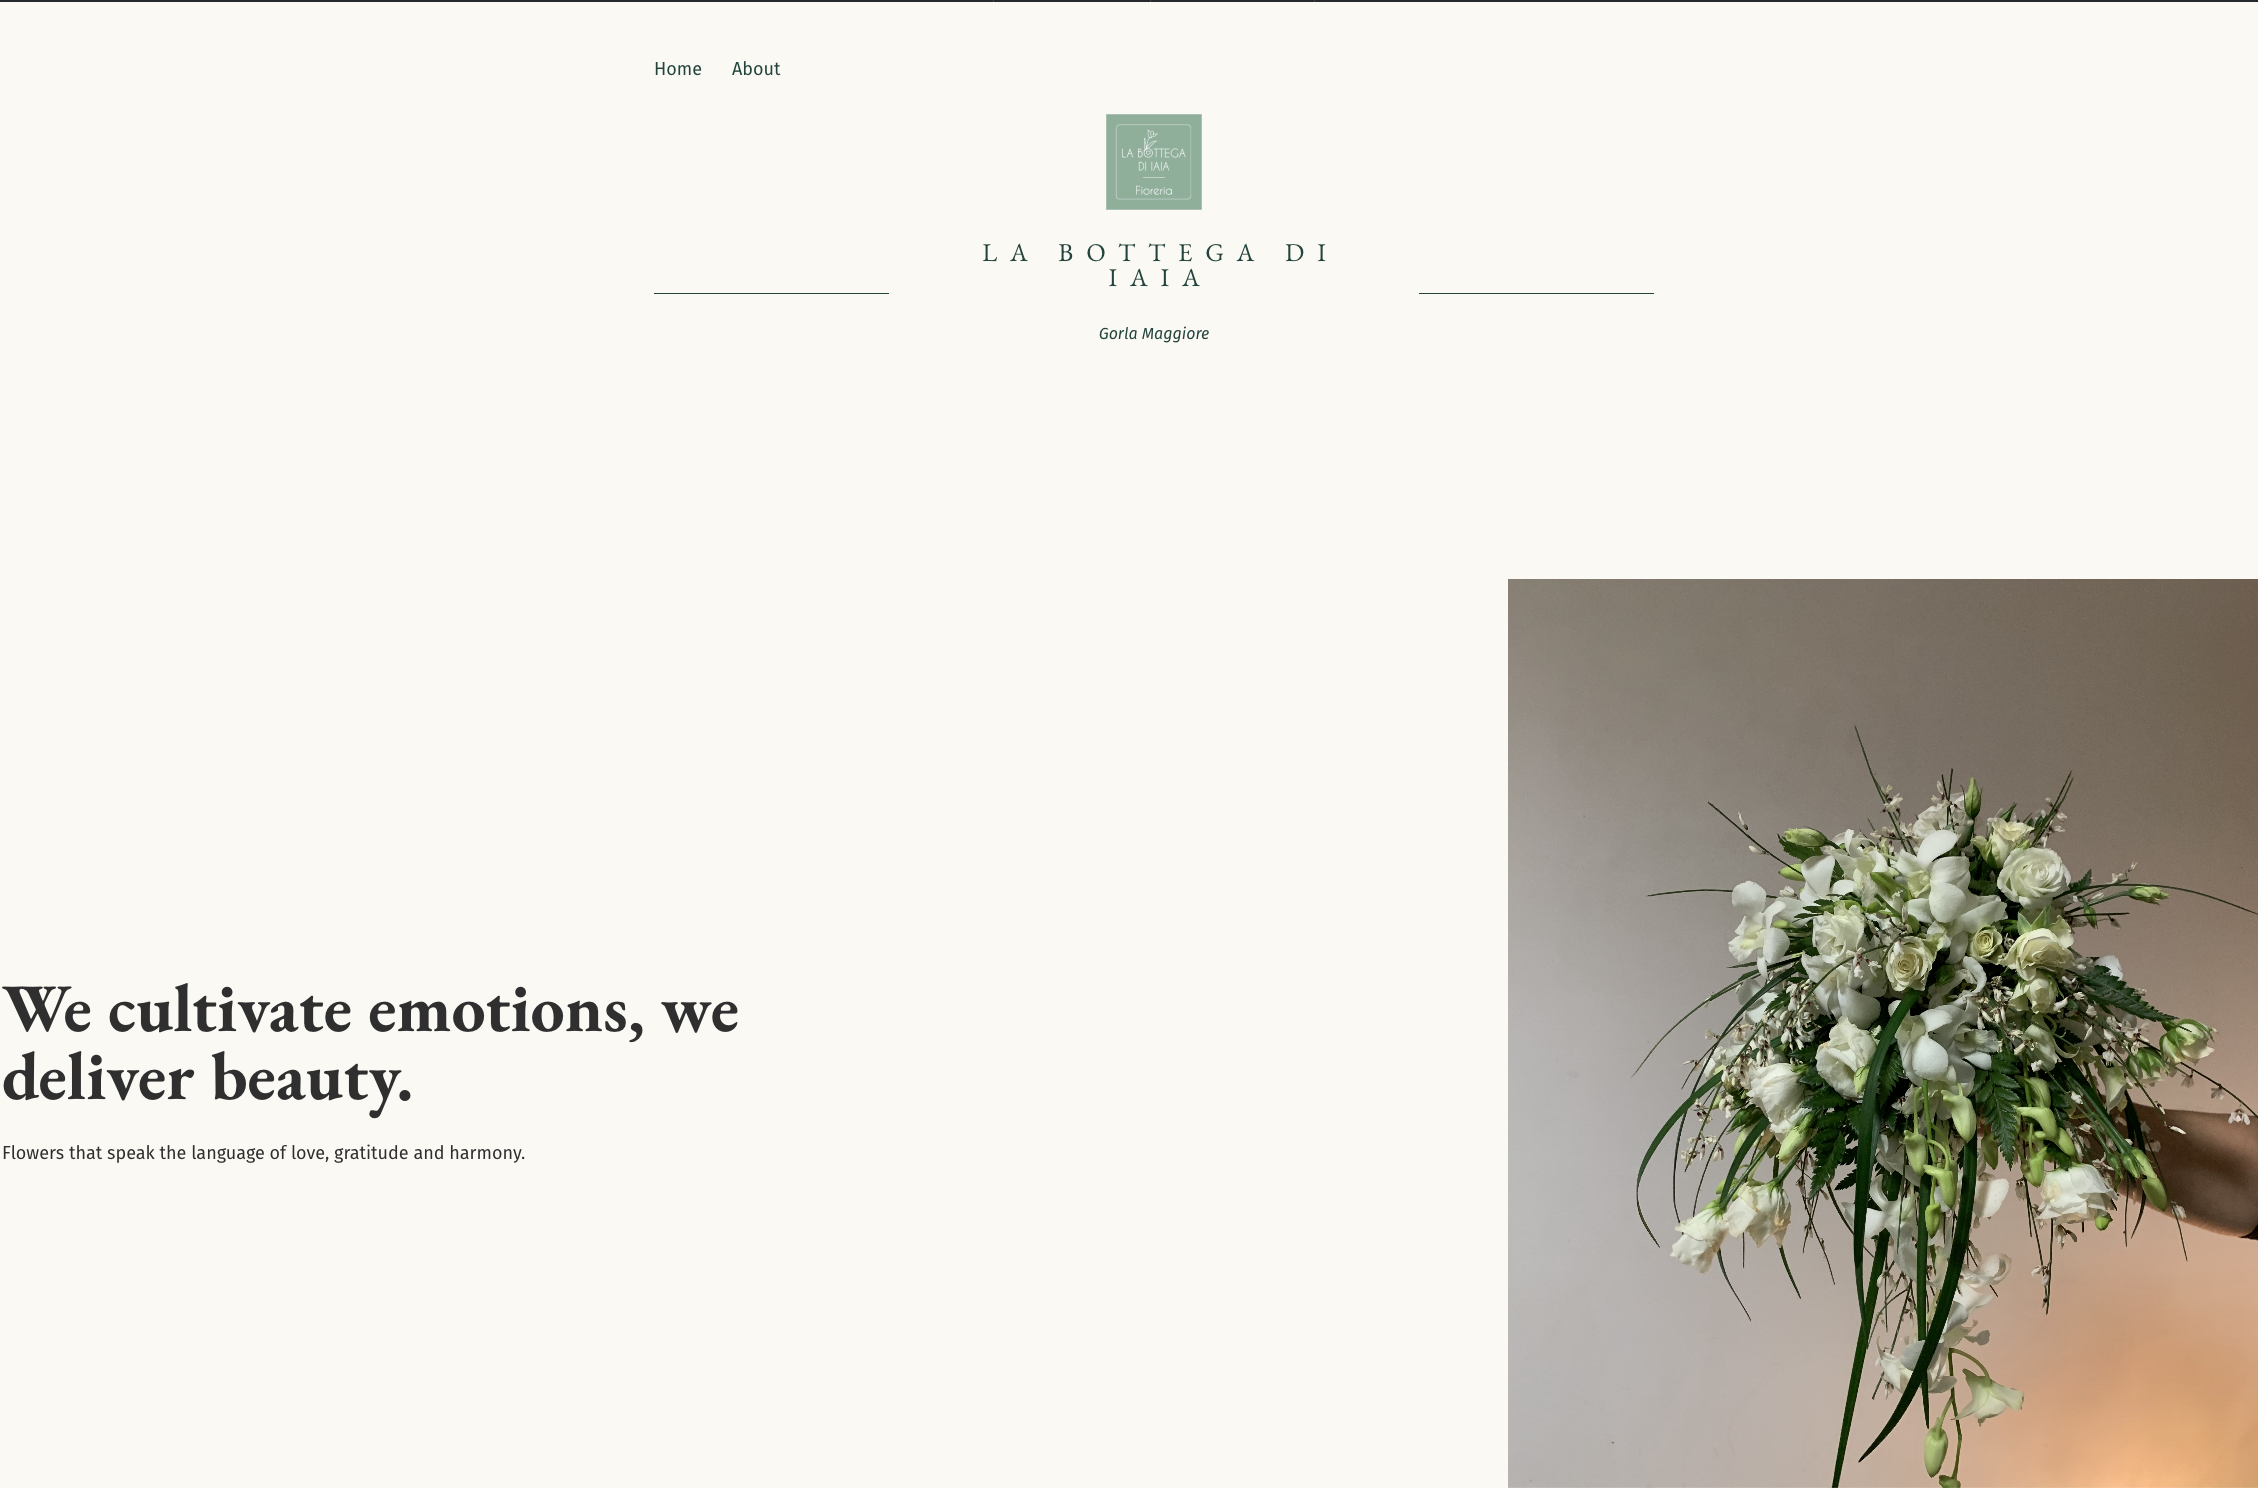 Home About
LA BOTTEGA
DI IAIA
Fioreria
LA BOTTEGA DI
IAIA
Gorla Maggiore
We cultivate emotions, we
deliver beauty.
Flowers that speak the language of love, gratitude and harmony.